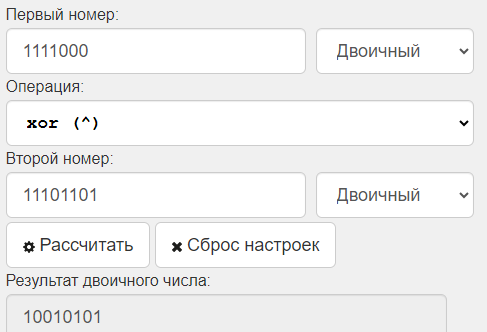 Первый номер:
1111000 Двоичный
Операция:
xor (^)
Второй номер:
11101101 Двоичный
Рассчитать Сброс настроек
Результат двоичного числа:
10010101